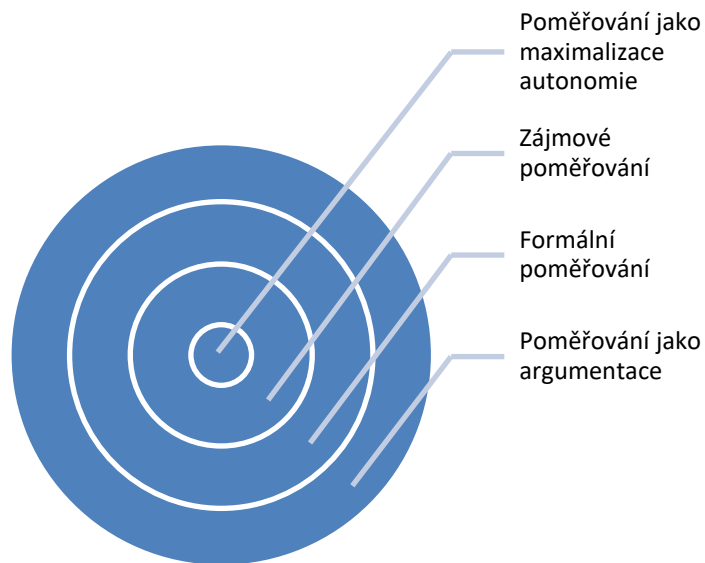 Poměřování jako
maximalizace
autonomie
Zájmové
poměřování
Formální
poměřování
Poměřování jako
argumentace